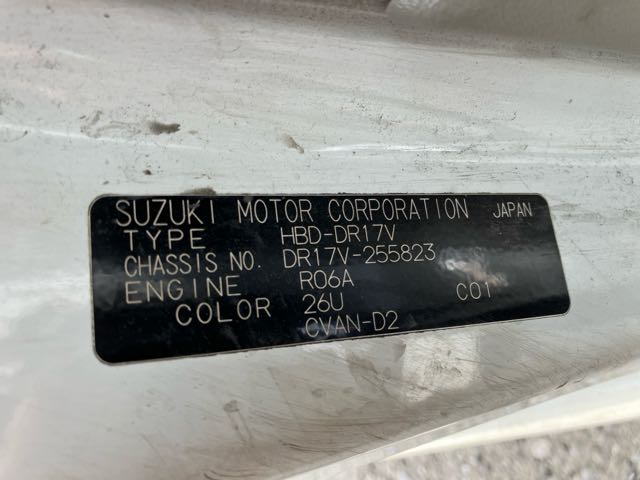 SUZUKI MOTOR CORPORATION JAPAN
TYPE HBD-DR17V
CHASSIS NO. DR17V-255823
ENGINE R06A
COLOR 26U C01
CVAN-D2